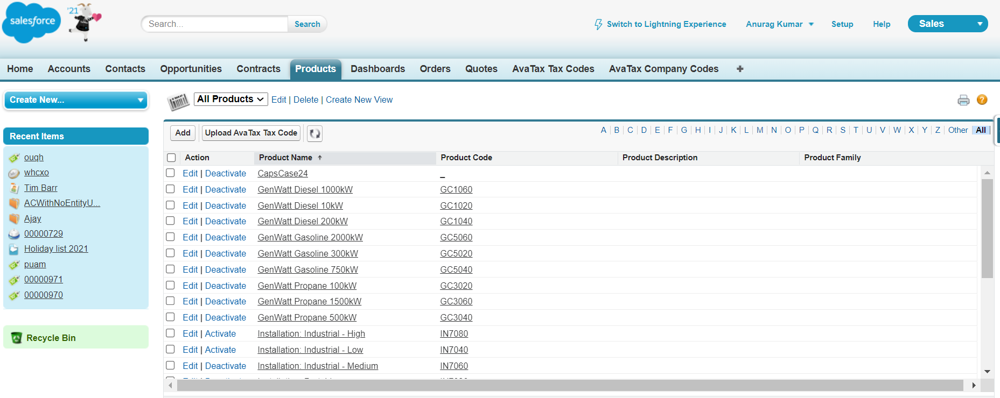 salesforce
'21
Search...
Search
Switch to Lightning Experience
Anurag Kumar
Setup
Help
Sales
Home Accounts Contacts Opportunities Contracts Products Dashboards Orders Quotes AvaTax Tax Codes AvaTax Company Codes +
Create New...
Recent Items
ouqh
whcxo
Tim Barr
ACWithNoEntityU...
Ajay
00000729
Holiday list 2021
puam
00000971
00000970
Recycle Bin
All Products Edit | Delete | Create New View
?
Add Upload AvaTax Tax Code
A | B | C | D | E | F | G | H | I | J | K | L | M | N | O | P | Q | R | S | T | U | V | W | X | Y | Z | Other | All
Action Product Name Product Code Product Description Product Family
Edit | Deactivate CapsCase24 _
Edit | Deactivate GenWatt Diesel 1000kW GC1060
Edit | Deactivate GenWatt Diesel 10kW GC1020
Edit | Deactivate GenWatt Diesel 200kW GC1040
Edit | Deactivate GenWatt Gasoline 2000kW GC5060
Edit | Deactivate GenWatt Gasoline 300kW GC5020
Edit | Deactivate GenWatt Gasoline 750kW GC5040
Edit | Deactivate GenWatt Propane 100kW GC3020
Edit | Deactivate GenWatt Propane 1500kW GC3060
Edit | Deactivate GenWatt Propane 500kW GC3040
Edit | Activate Installation: Industrial - High IN7080
Edit | Activate Installation: Industrial - Low IN7040
Edit | Deactivate Installation: Industrial - Medium IN7060